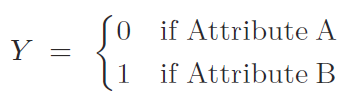 Y = { 0 if Attribute A
1 if Attribute B